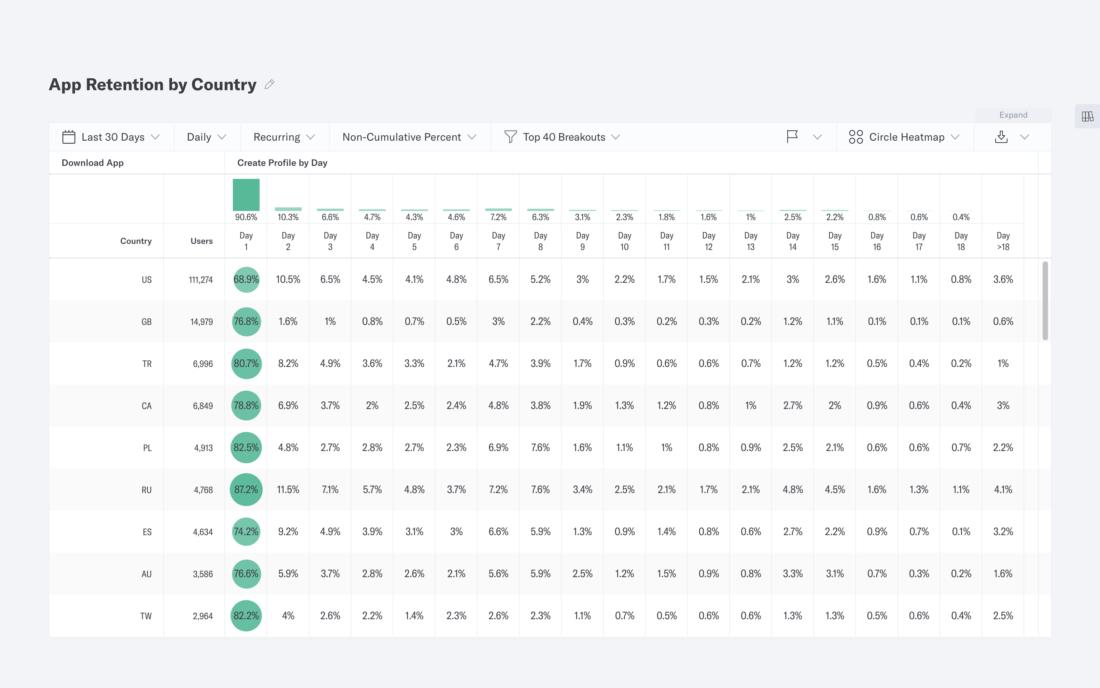 App Retention by Country
Expand
Last 30 Days Daily Recurring Non-Cumulative Percent Top 40 Breakouts Circle Heatmap
Download App Create Profile by Day
90.6% 10.3% 6.6% 4.7% 4.3% 4.6% 7.2% 6.3% 3.1% 2.3% 1.8% 1.6% 1% 2.5% 2.2% 0.8% 0.6% 0.4%
Country Users Day 1 Day 2 Day 3 Day 4 Day 5 Day 6 Day 7 Day 8 Day 9 Day 10 Day 11 Day 12 Day 13 Day 14 Day 15 Day 16 Day 17 Day 18 Day >18
US 111,274 68.9% 10.5% 6.5% 4.5% 4.1% 4.8% 6.5% 5.2% 3% 2.2% 1.7% 1.5% 2.1% 3% 2.6% 1.6% 1.1% 0.8% 3.6%
GB 14,979 76.8% 1.6% 1% 0.8% 0.7% 0.5% 3% 2.2% 0.4% 0.3% 0.2% 0.3% 0.2% 1.2% 1.1% 0.1% 0.1% 0.1% 0.6%
TR 6,996 80.7% 8.2% 4.9% 3.6% 3.3% 2.1% 4.7% 3.9% 1.7% 0.9% 0.6% 0.6% 0.7% 1.2% 1.2% 0.5% 0.4% 0.2% 1%
CA 6,849 78.8% 6.9% 3.7% 2% 2.5% 2.4% 4.8% 3.8% 1.9% 1.3% 1.2% 0.8% 1% 2.7% 2% 0.9% 0.6% 0.4% 3%
PL 4,913 82.5% 4.8% 2.7% 2.8% 2.7% 2.3% 6.9% 7.6% 1.6% 1.1% 1% 0.8% 0.9% 2.5% 2.1% 0.6% 0.6% 0.7% 2.2%
RU 4,768 87.2% 11.5% 7.1% 5.7% 4.8% 3.7% 7.2% 7.6% 3.4% 2.5% 2.1% 1.7% 2.1% 4.8% 4.5% 1.6% 1.3% 1.1% 4.1%
ES 4,634 74.2% 9.2% 4.9% 3.9% 3.1% 3% 6.6% 5.9% 1.3% 0.9% 1.4% 0.8% 0.6% 2.7% 2.2% 0.9% 0.7% 0.1% 3.2%
AU 3,586 76.6% 5.9% 3.7% 2.8% 2.6% 2.1% 5.6% 5.9% 2.5% 1.2% 1.5% 0.9% 0.8% 3.3% 3.1% 0.7% 0.3% 0.2% 1.6%
TW 2,964 82.2% 4% 2.6% 2.2% 1.4% 2.3% 2.6% 2.3% 1.1% 0.7% 0.5% 0.6% 0.6% 1.3% 1.3% 0.5% 0.6% 0.4% 2.5%